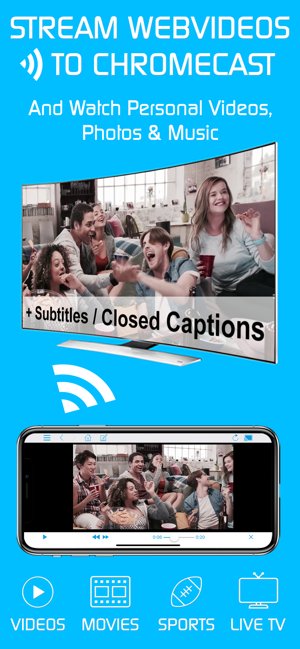 STREAM WEBVIDEOS
TO CHROMECAST
And Watch Personal Videos,
Photos & Music
+ Subtitles / Closed Captions
0:06
0:20
VIDEOS MOVIES SPORTS LIVE TV